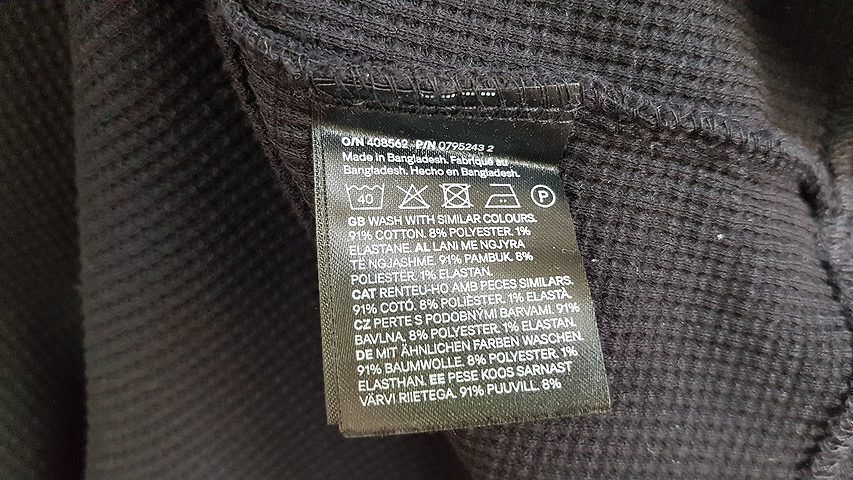 O/N 408562 P/N 0795243 2
Made in Bangladesh. Fabriqué au
Bangladesh. Hecho en Bangladesh.
40 P
GB WASH WITH SIMILAR COLOURS.
91% COTTON. 8% POLYESTER. 1%
ELASTANE. AL LANI ME NGJYRA
TË NGJASHME. 91% PAMBUK. 8%
POLIESTER. 1% ELASTAN.
CAT RENTEU-HO AMB PECES SIMILARS.
91% COTÓ. 8% POLIÈSTER. 1% ELASTÀ.
CZ PERTE S PODOBNÝMI BARVAMI. 91%
BAVLNA, 8% POLYESTER. 1% ELASTAN.
DE MIT ÄHNLICHEN FARBEN WASCHEN.
91% BAUMWOLLE. 8% POLYESTER. 1%
ELASTHAN. EE PESE KOOS SARNAST
VÄRVI RIIETEGA. 91% PUUVILL. 8%